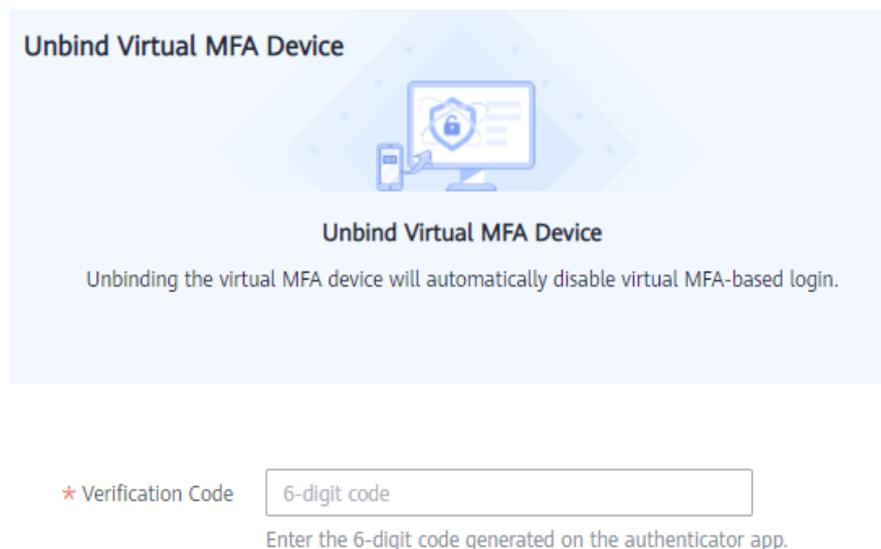 Unbind Virtual MFA Device
Unbind Virtual MFA Device
Unbinding the virtual MFA device will automatically disable virtual MFA-based login.
* Verification Code
6-digit code
Enter the 6-digit code generated on the authenticator app.